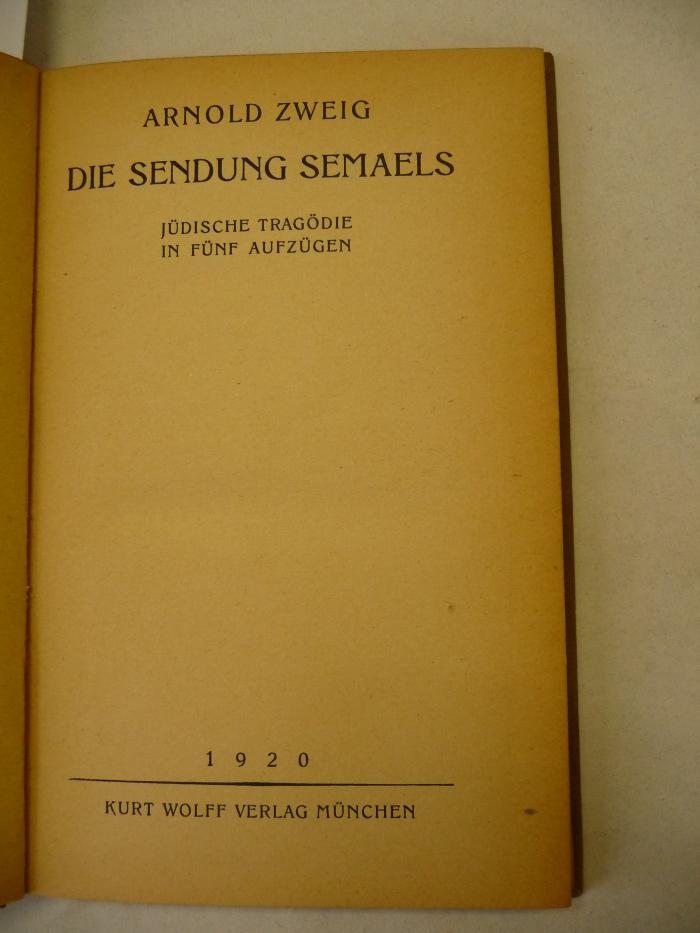 ARNOLD ZWEIG
DIE SENDUNG SEMAELS
JÜDISCHE TRAGÖDIE
IN FÜNF AUFZÜGEN
1920
KURT WOLFF VERLAG MÜNCHEN